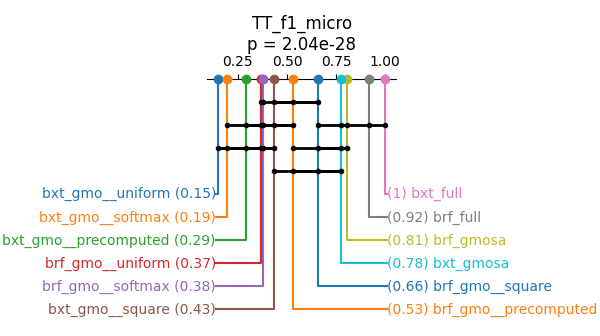 TT_f1_micro
p = 2.04e-28
0.25 0.50 0.75 1.00
bxt_gmo__uniform (0.15)
(1) bxt_full
bxt_gmo__softmax (0.19)
(0.92) brf_full
bxt_gmo__precomputed (0.29)
(0.81) brf_gmosa
brf_gmo__uniform (0.37)
(0.78) bxt_gmosa
brf_gmo__softmax (0.38)
(0.66) brf_gmo__square
bxt_gmo__square (0.43)
(0.53) brf_gmo__precomputed